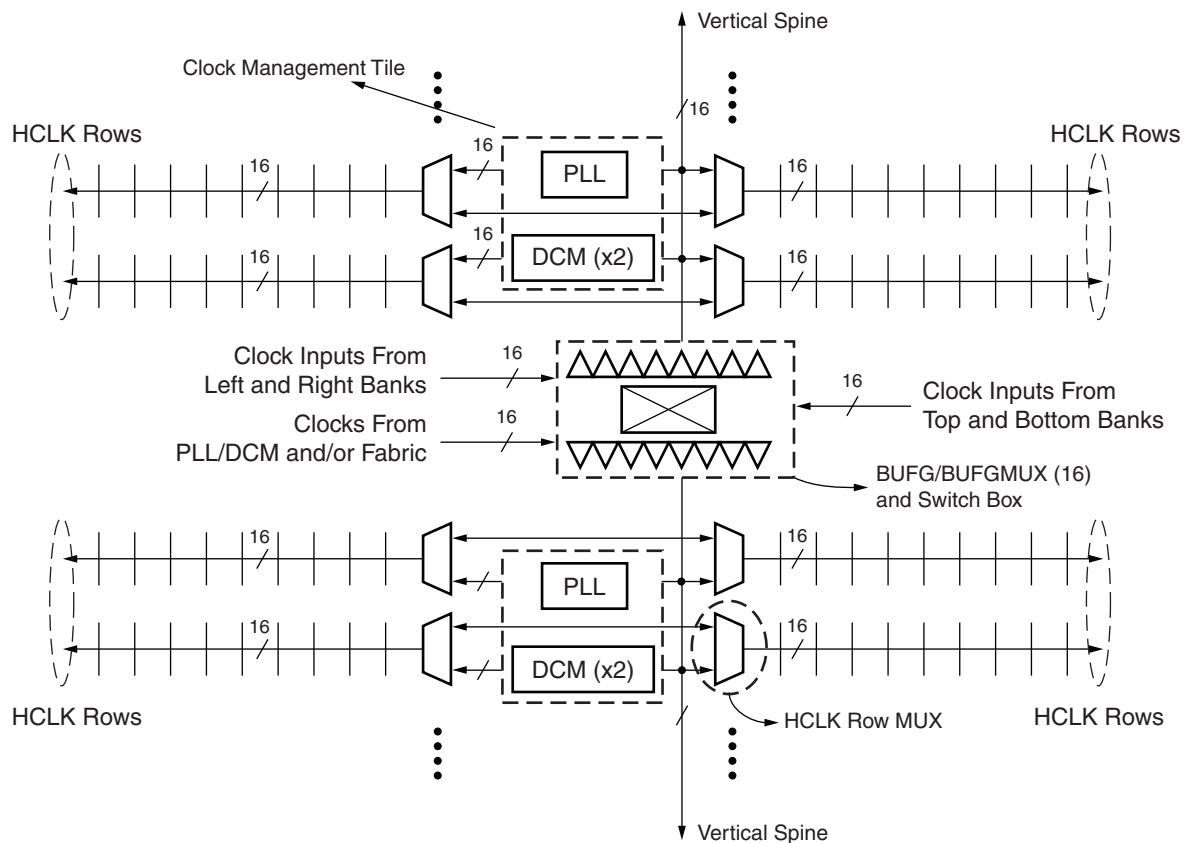 Vertical Spine
Clock Management Tile
16
HCLK Rows
HCLK Rows
16
16
16
PLL
16
16
16
DCM (x2)
Clock Inputs From
Left and Right Banks
16
16
Clock Inputs From
Top and Bottom Banks
Clocks From
PLL/DCM and/or Fabric
16
BUFG/BUFGMUX (16)
and Switch Box
16
16
PLL
16
16
DCM (x2)
HCLK Rows
HCLK Rows
HCLK Row MUX
Vertical Spine